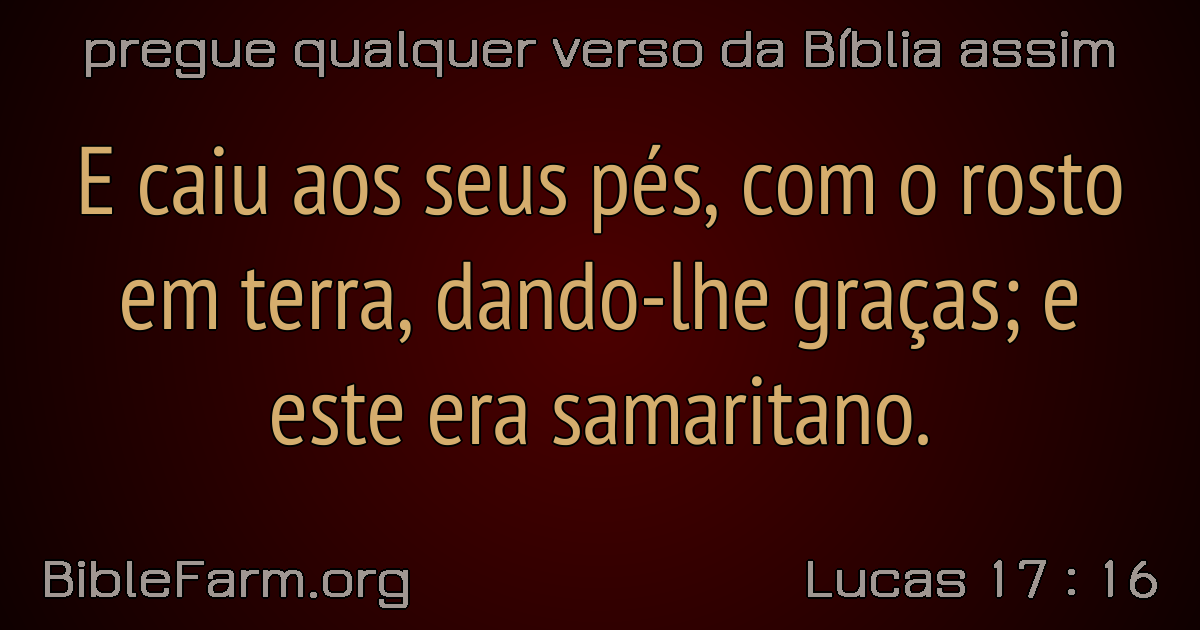 pregue qualquer verso da Bíblia assim
E caiu aos seus pés, com o rosto
em terra, dando-lhe graças; e
este era samaritano.
BibleFarm.org
Lucas 17 : 16